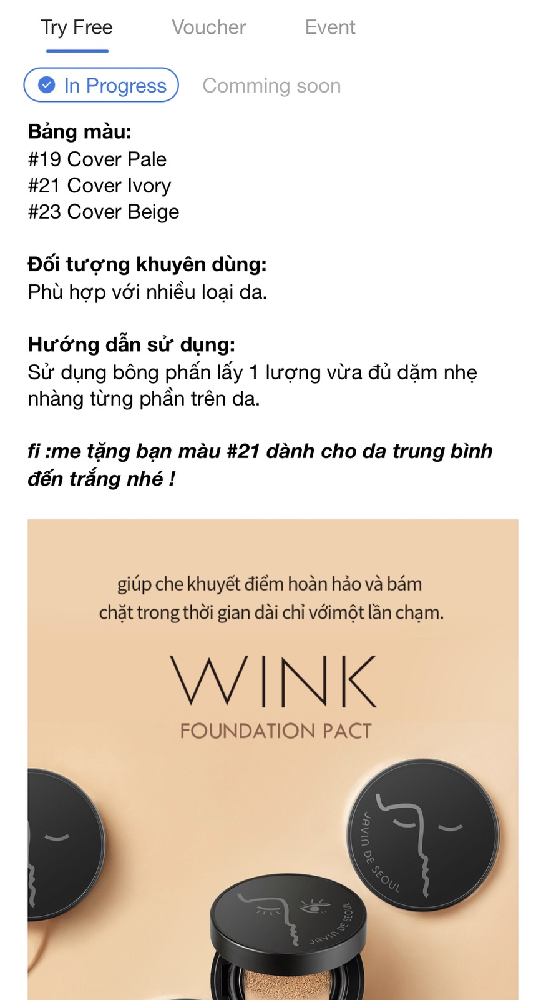 Try Free
Voucher
Event
In Progress
Comming soon
Bảng màu:
#19 Cover Pale
#21 Cover Ivory
#23 Cover Beige
Đối tượng khuyên dùng:
Phù hợp với nhiều loại da.
Hướng dẫn sử dụng:
Sử dụng bông phấn lấy 1 lượng vừa đủ dặm nhẹ
nhàng từng phần trên da.
fi :me tặng bạn màu #21 dành cho da trung bình
đến trắng nhé !
giúp che khuyết điểm hoàn hảo và bám
chặt trong thời gian dài chỉ vớimột lần chạm.
WINK
FOUNDATION PACT
JAVIN DE SEOUL
JAVIN DE SEOUL